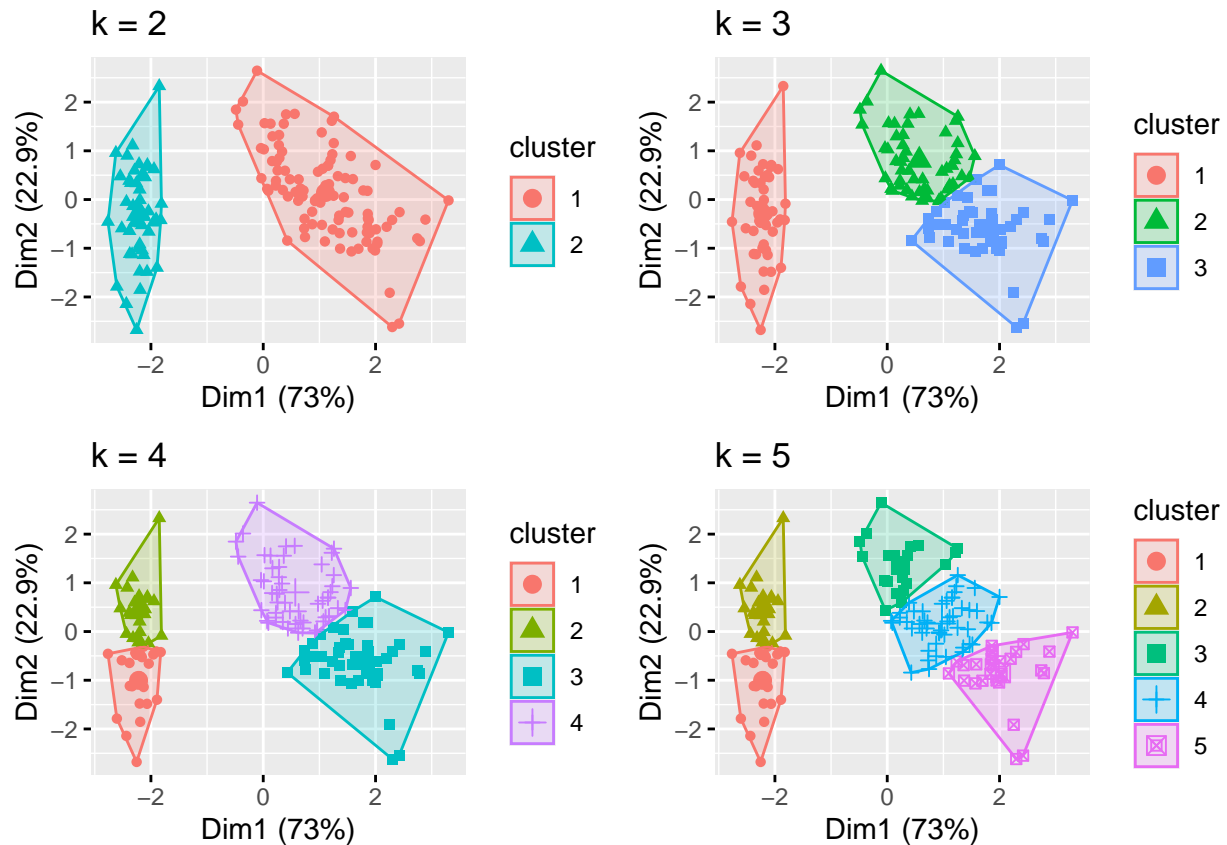 k = 2
k = 3
2
1
0
−1
−2
Dim2 (22.9%)
−2
0
2
Dim1 (73%)
cluster
1
2
2
1
0
−1
−2
Dim2 (22.9%)
−2
0
2
Dim1 (73%)
cluster
1
2
3
k = 4
k = 5
2
1
0
−1
−2
Dim2 (22.9%)
−2
0
2
Dim1 (73%)
cluster
1
2
3
4
2
1
0
−1
−2
Dim2 (22.9%)
−2
0
2
Dim1 (73%)
cluster
1
2
3
4
5